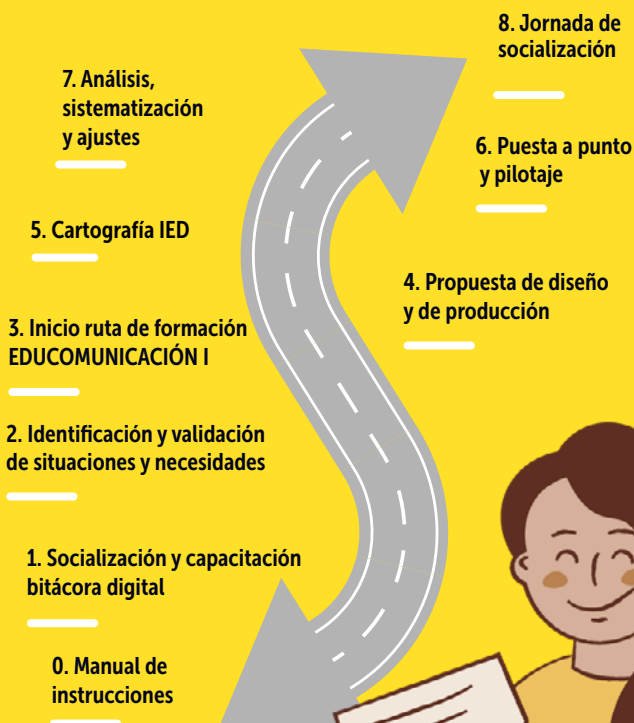 8. Jornada de
socialización
7. Análisis,
sistematización
y ajustes
6. Puesta a punto
y pilotaje
5. Cartografía IED
4. Propuesta de diseño
y de producción
3. Inicio ruta de formación
EDUCOMUNICACIÓN I
2. Identificación y validación
de situaciones y necesidades
1. Socialización y capacitación
bitácora digital
0. Manual de
instrucciones